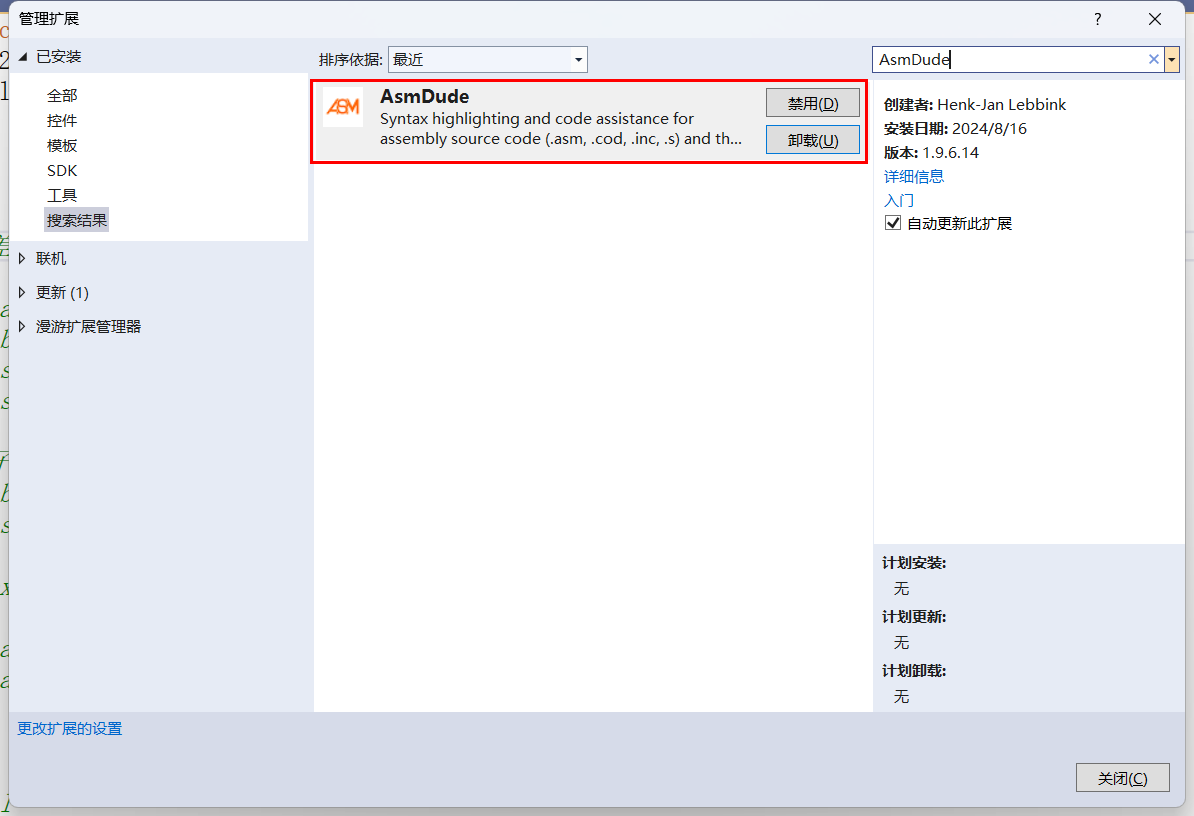 管理扩展
?
已安装
排序依据:
最近
AsmDude
全部
控件
模板
SDK
工具
搜索结果
联机
更新 (1)
漫游扩展管理器
ASM
AsmDude
Syntax highlighting and code assistance for
assembly source code (.asm, .cod, .inc, .s) and th...
禁用(D)
卸载(U)
创建者: Henk-Jan Lebbink
安装日期: 2024/8/16
版本: 1.9.6.14
详细信息
入门
自动更新此扩展
计划安装:
无
计划更新:
无
计划卸载:
无
更改扩展的设置
关闭(C)